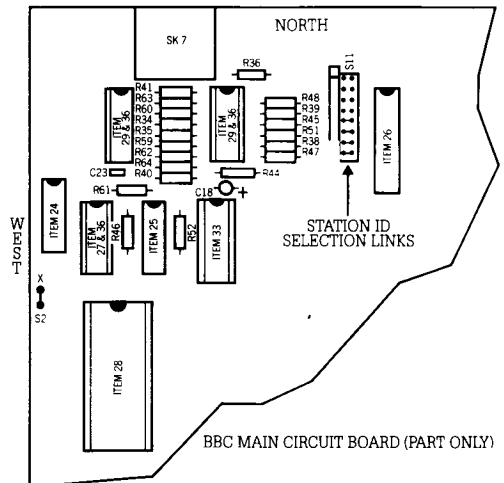 NORTH
SK 7
R36
S11
R41
R63
R60
R34
R35
R59
R62
R64
R40
ITEM
29 & 36
ITEM
29 & 36
R48
R39
R45
R51
R38
R47
ITEM 26
C23
R44
R61
C18
+
STATION ID
SELECTION LINKS
WEST
ITEM 24
ITEM
27 & 36
R46
ITEM 25
R52
ITEM 33
X
S2
ITEM 28
BBC MAIN CIRCUIT BOARD (PART ONLY)